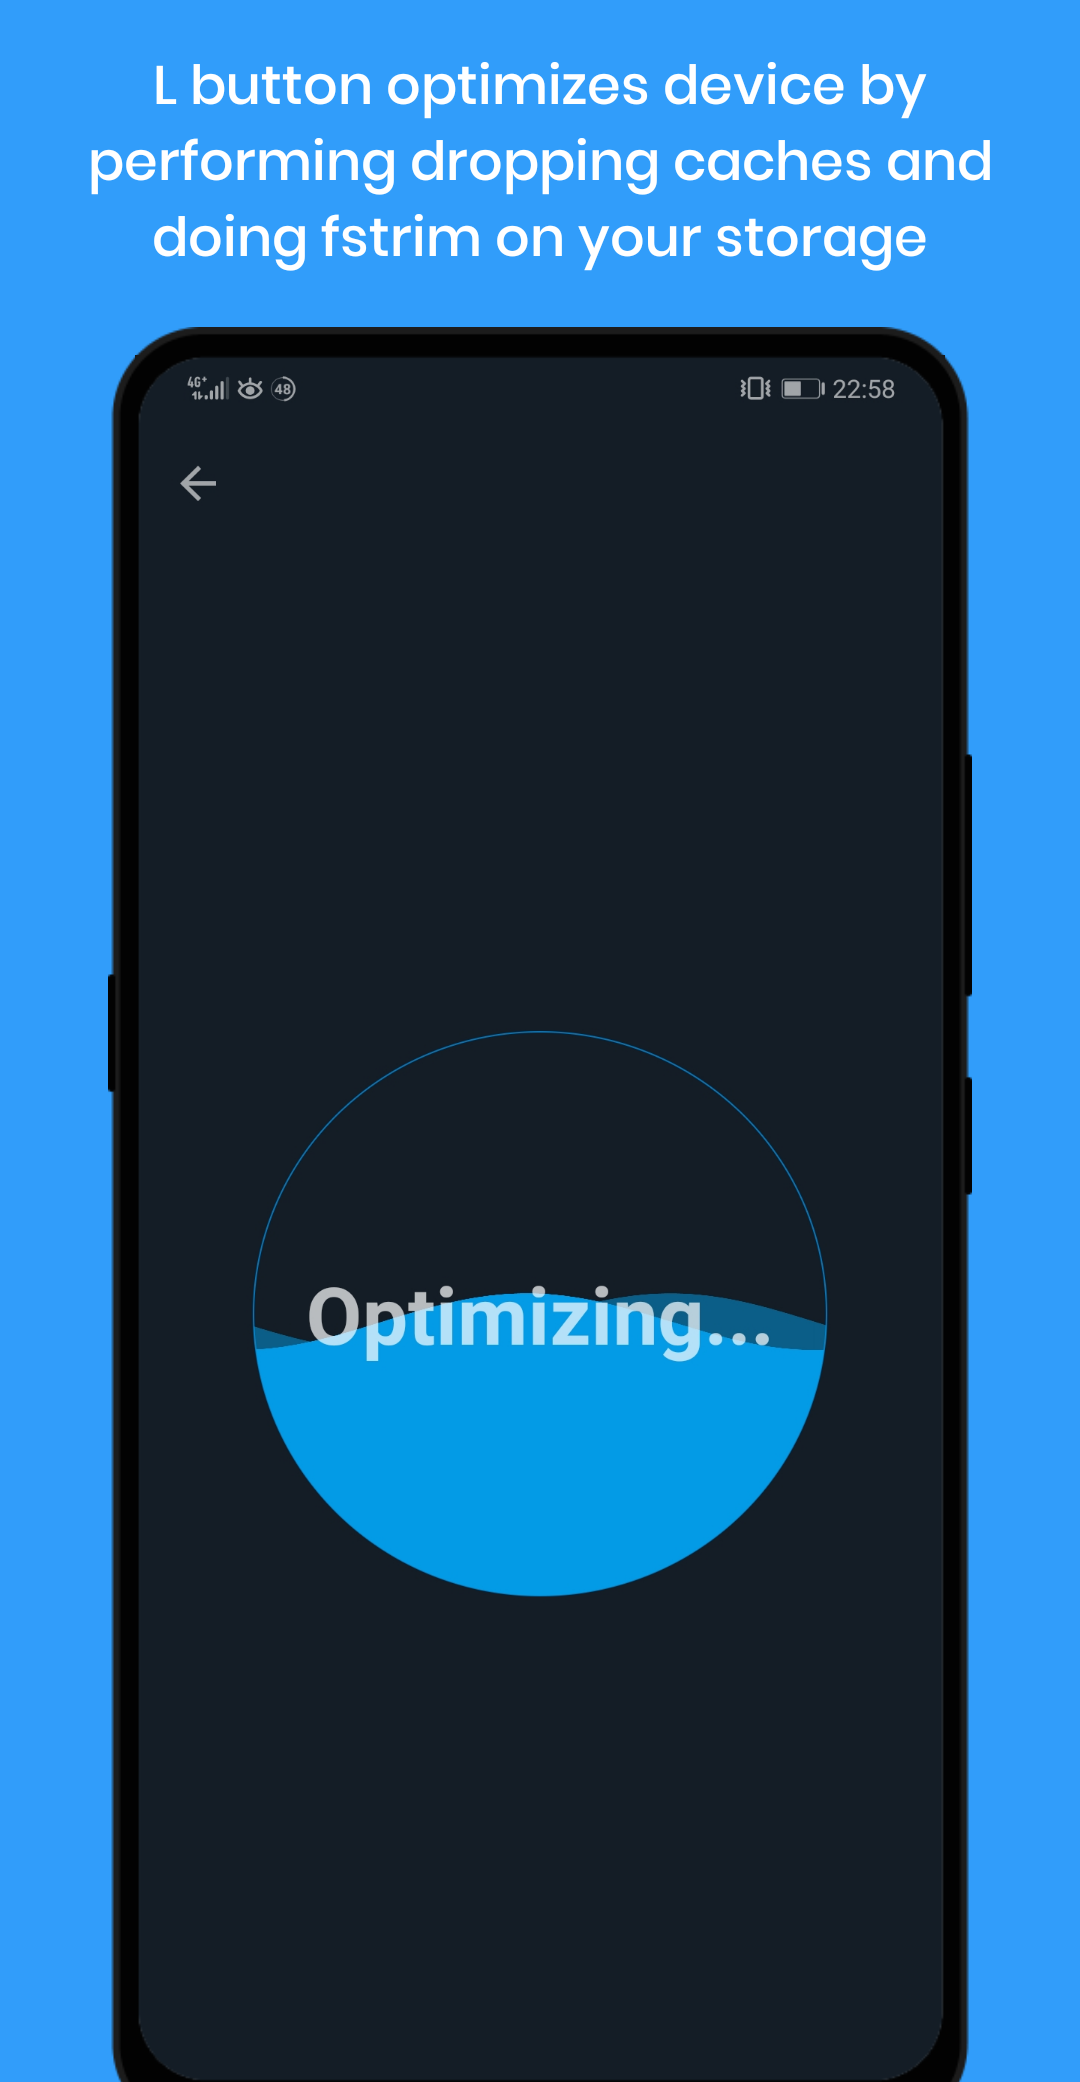 L button optimizes device by
performing dropping caches and
doing fstrim on your storage
4G+ 48 22:58
Optimizing...